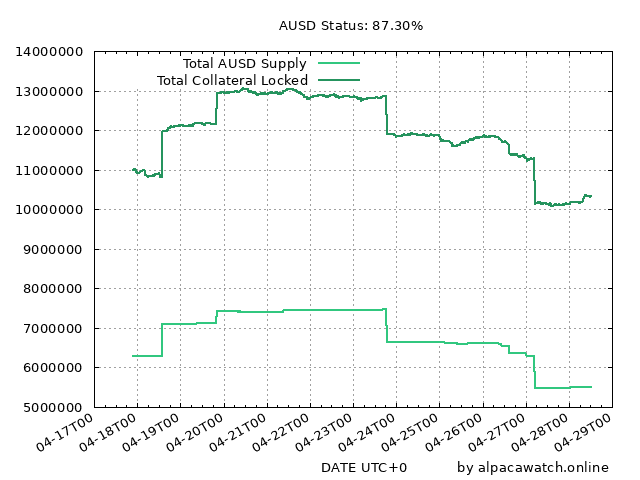 AUSD Status: 87.30%
14000000
Total AUSD Supply
Total Collateral Locked
13000000
12000000
11000000
10000000
9000000
8000000
7000000
6000000
5000000
04-17T00 04-18T00 04-19T00 04-20T00 04-21T00 04-22T00 04-23T00 04-24T00 04-25T00 04-26T00 04-27T00 04-28T00 04-29T00
DATE UTC+0 by alpacawatch.online